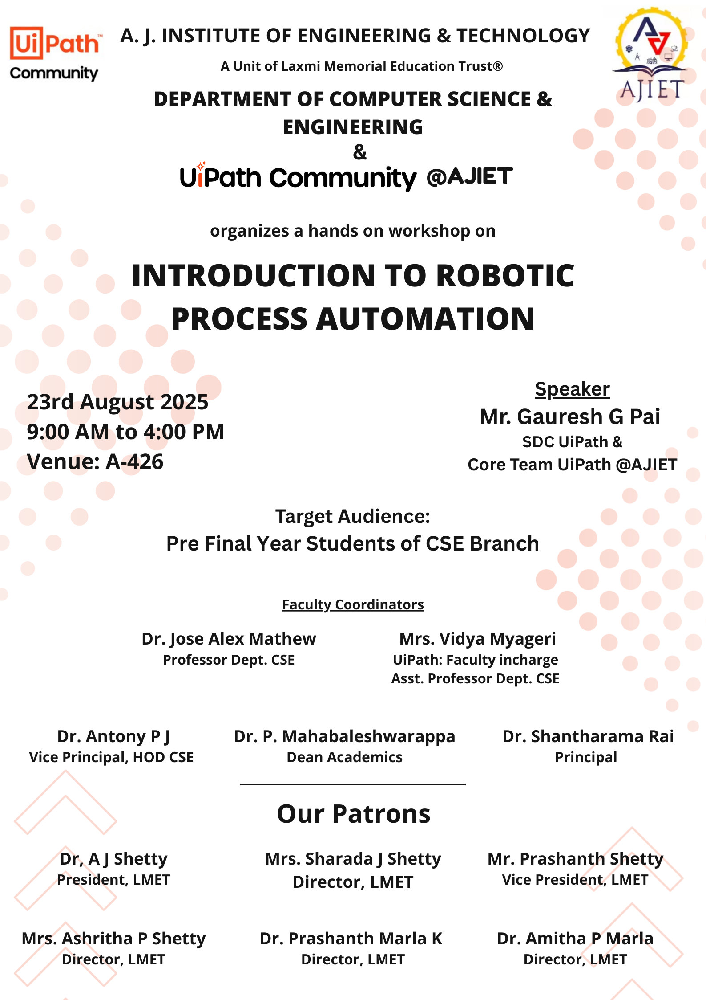 UiPath™
Community
A. J. INSTITUTE OF ENGINEERING & TECHNOLOGY
A Unit of Laxmi Memorial Education Trust®
AJIET
DEPARTMENT OF COMPUTER SCIENCE &
ENGINEERING
&
UiPath Community @AJIET
organizes a hands on workshop on
INTRODUCTION TO ROBOTIC
PROCESS AUTOMATION
23rd August 2025
9:00 AM to 4:00 PM
Venue: A-426
Speaker
Mr. Gauresh G Pai
SDC UiPath &
Core Team UiPath @AJIET
Target Audience:
Pre Final Year Students of CSE Branch
Faculty Coordinators
Dr. Jose Alex Mathew
Professor Dept. CSE
Mrs. Vidya Myageri
UiPath: Faculty incharge
Asst. Professor Dept. CSE
Dr. Antony P J
Vice Principal, HOD CSE
Dr. P. Mahabaleshwarappa
Dean Academics
Dr. Shantharama Rai
Principal
Our Patrons
Dr, A J Shetty
President, LMET
Mrs. Sharada J Shetty
Director, LMET
Mr. Prashanth Shetty
Vice President, LMET
Mrs. Ashritha P Shetty
Director, LMET
Dr. Prashanth Marla K
Director, LMET
Dr. Amitha P Marla
Director, LMET